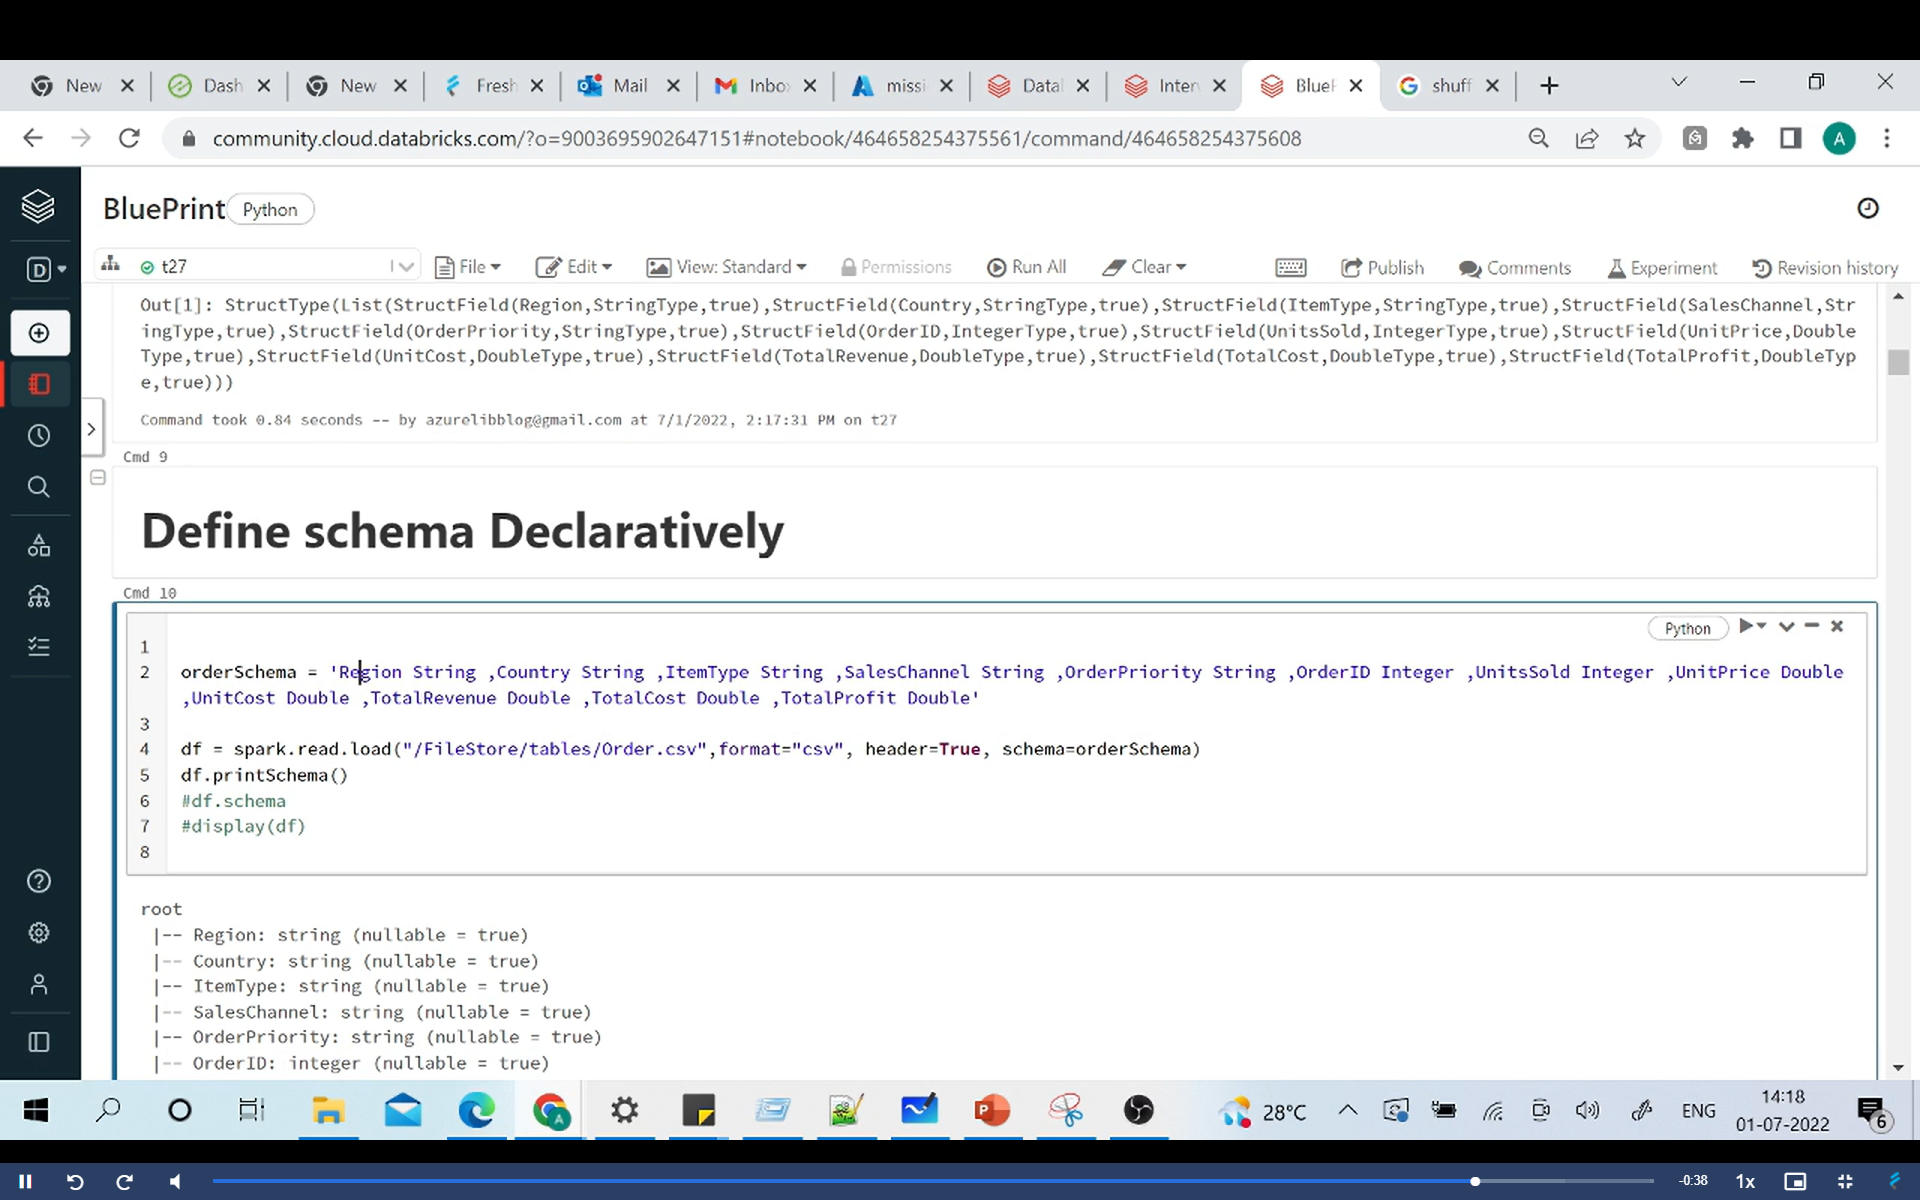 New
Dash
New
Fresh
Mail
Inbo
missi
Datal
Inter
BlueF
shuff
community.cloud.databricks.com/?o=9003695902647151#notebook/464658254375561/command/464658254375608
A
BluePrint Python
D
t27 File Edit View: Standard Permissions Run All Clear Publish Comments Experiment Revision history
Out[1]: StructType(List(StructField(Region,StringType,true),StructField(Country,StringType,true),StructField(ItemType,StringType,true),StructField(SalesChannel,Str
ingType,true),StructField(OrderPriority,StringType,true),StructField(OrderID,IntegerType,true),StructField(UnitsSold,IntegerType,true),StructField(UnitPrice,Double
Type,true),StructField(UnitCost,DoubleType,true),StructField(TotalRevenue,DoubleType,true),StructField(TotalCost,DoubleType,true),StructField(TotalProfit,DoubleTyp
e,true)))
Command took 0.84 seconds -- by azurelibblog@gmail.com at 7/1/2022, 2:17:31 PM on t27
Cmd 9
Define schema Declaratively
Cmd 10
Python
1
2 orderSchema = 'Region String ,Country String ,ItemType String ,SalesChannel String ,OrderPriority String ,OrderID Integer ,UnitsSold Integer ,UnitPrice Double
,UnitCost Double ,TotalRevenue Double ,TotalCost Double ,TotalProfit Double'
3
4 df = spark.read.load("/FileStore/tables/Order.csv",format="csv", header=True, schema=orderSchema)
5 df.printSchema()
6 #df.schema
7 #display(df)
8
root
|-- Region: string (nullable = true)
|-- Country: string (nullable = true)
|-- ItemType: string (nullable = true)
|-- SalesChannel: string (nullable = true)
|-- OrderPriority: string (nullable = true)
|-- OrderID: integer (nullable = true)
28°C
ENG
14:18
01-07-2022
6
-0:38 1x